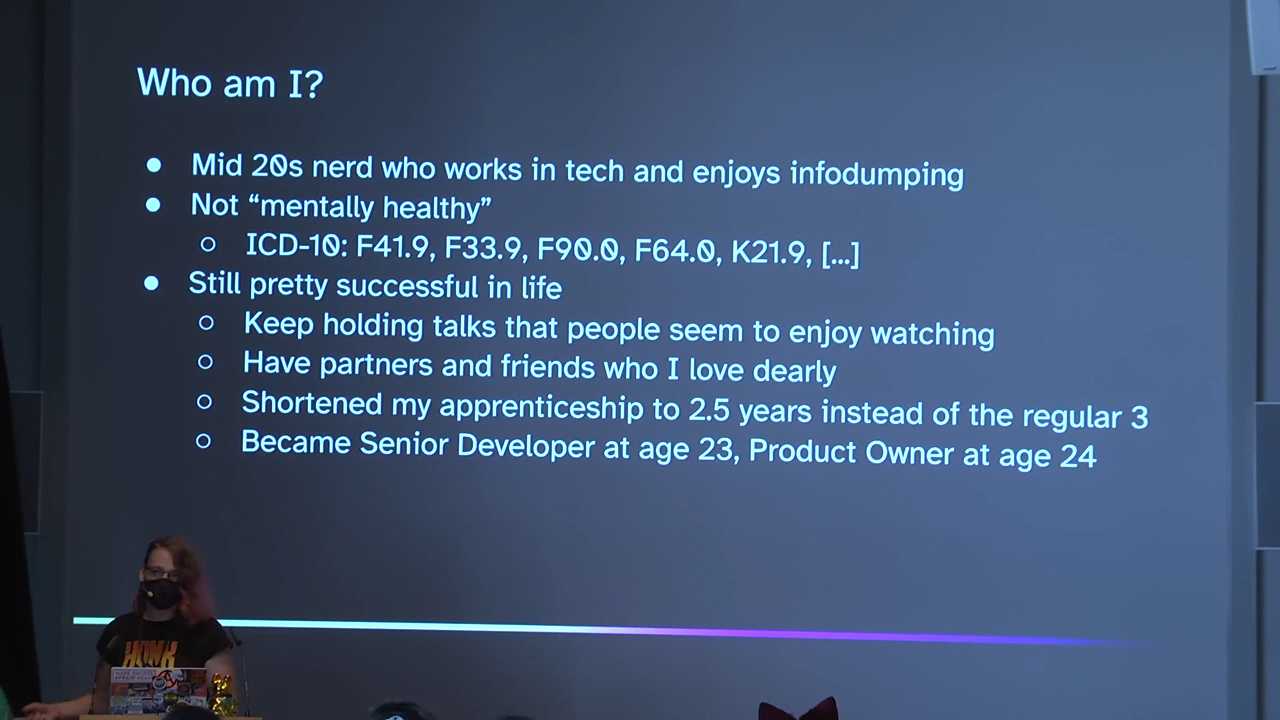 Who am I?
● Mid 20s nerd who works in tech and enjoys infodumping
● Not “mentally healthy”
○ ICD-10: F41.9, F33.9, F90.0, F64.0, K21.9, [...]
● Still pretty successful in life
○ Keep holding talks that people seem to enjoy watching
○ Have partners and friends who I love dearly
○ Shortened my apprenticeship to 2.5 years instead of the regular 3
○ Became Senior Developer at age 23, Product Owner at age 24
HONK